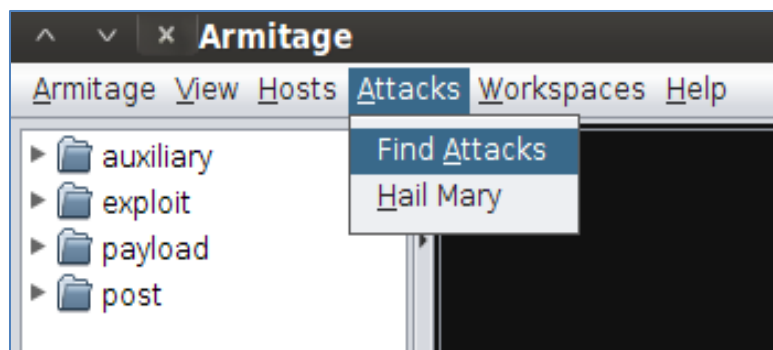 Armitage
Armitage View Hosts Attacks Workspaces Help
auxiliary
exploit
payload
post
Find Attacks
Hail Mary